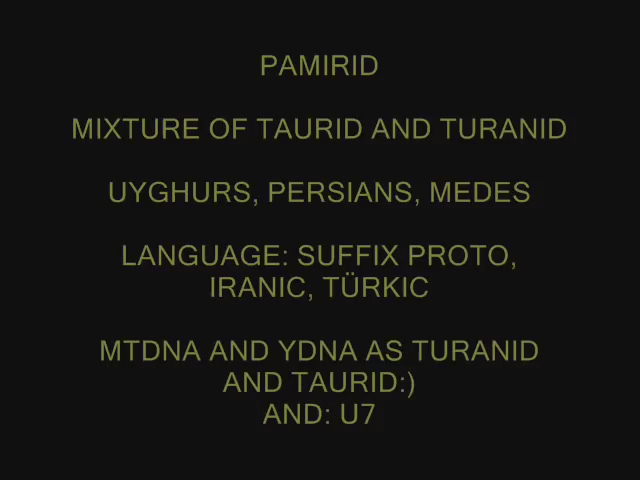 PAMIRID
MIXTURE OF TAURID AND TURANID
UYGHURS, PERSIANS, MEDES
LANGUAGE: SUFFIX PROTO,
IRANIC, TÜRKIC
MTDNA AND YDNA AS TURANID
AND TAURID:)
AND: U7